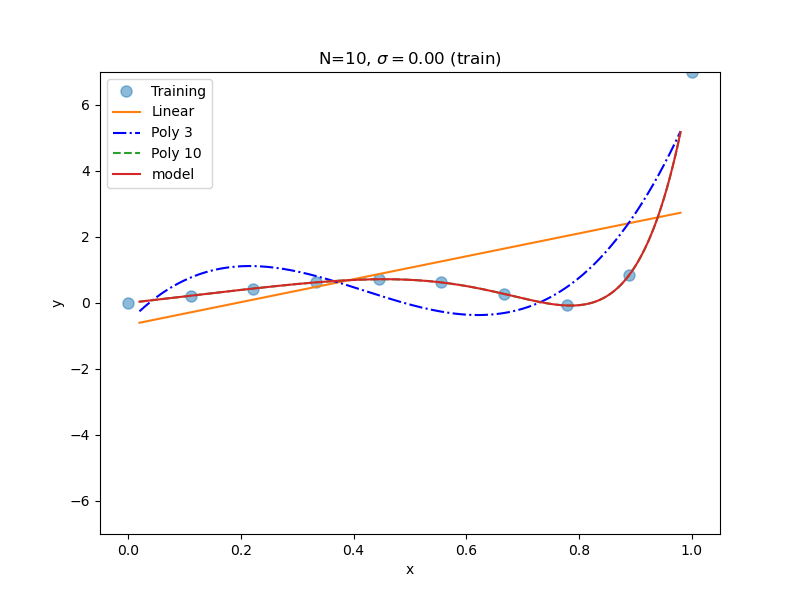 N=10, σ = 0.00 (train)
Training
Linear
Poly 3
Poly 10
model
6
4
2
0
−2
−4
−6
y
0.0 0.2 0.4 0.6 0.8 1.0
x